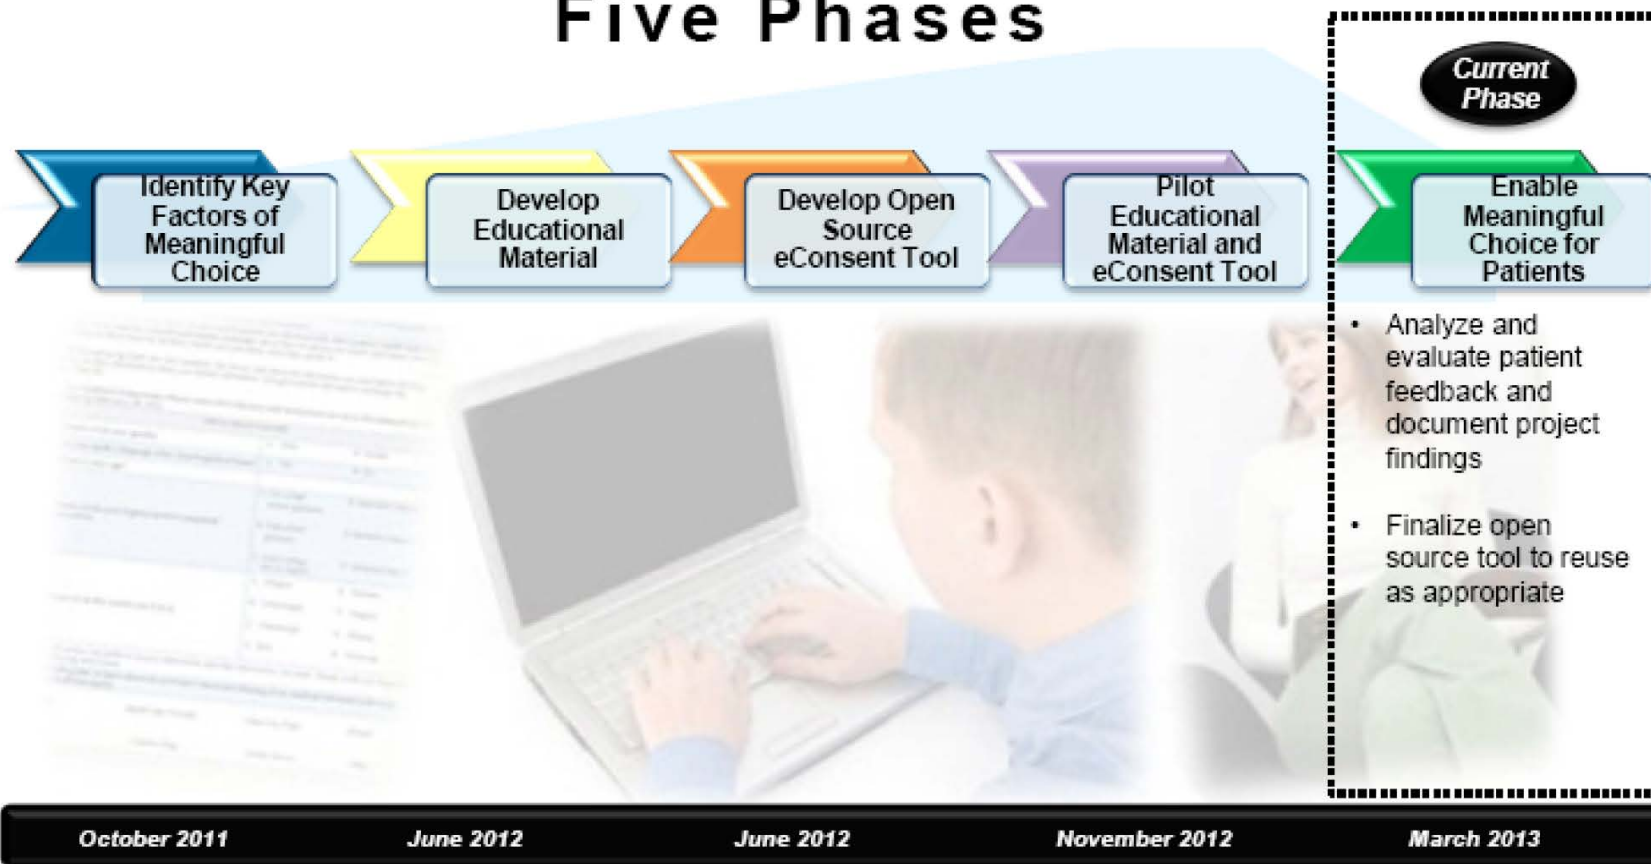 Five Phases
Current
Phase
Identify Key
Factors of
Meaningful
Choice
Develop
Educational
Material
Develop Open
Source
eConsent Tool
Pilot
Educational
Material and
eConsent Tool
Enable
Meaningful
Choice for
Patients
• Analyze and
evaluate patient
feedback and
document project
findings
• Finalize open
source tool to reuse
as appropriate
October 2011
June 2012
June 2012
November 2012
March 2013